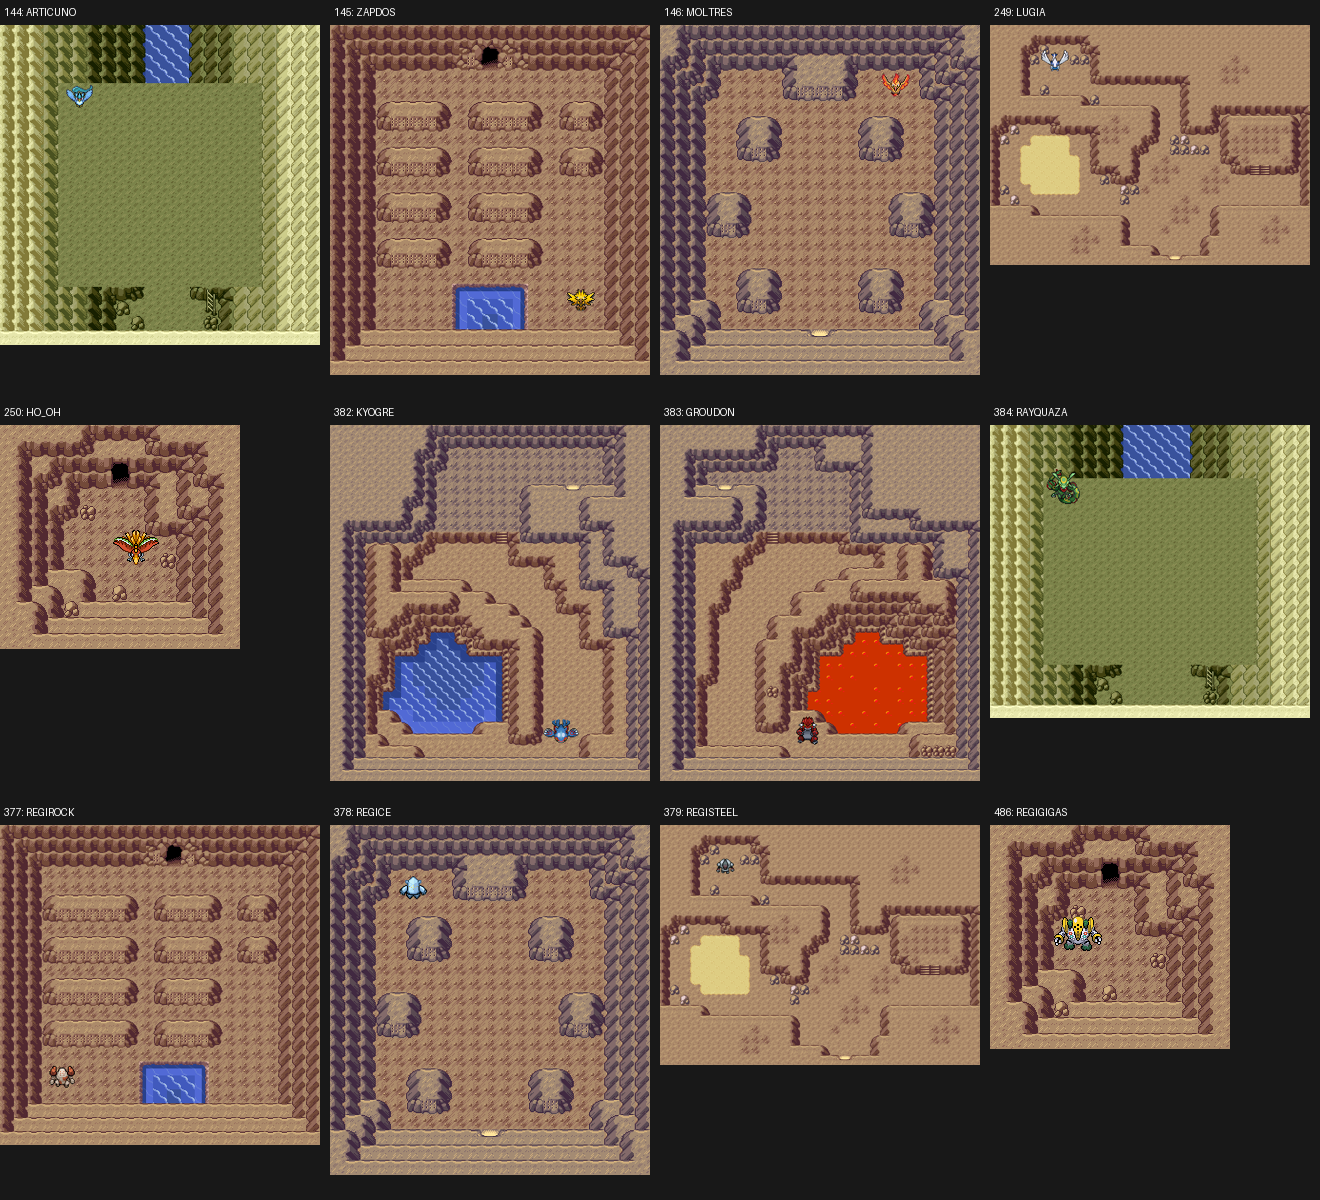 144: ARTICUNO
145: ZAPDOS
146: MOLTRES
249: LUGIA
250: HO_OH
382: KYOGRE
383: GROUDON
384: RAYQUAZA
377: REGIROCK
378: REGICE
379: REGISTEEL
486: REGIGIGAS